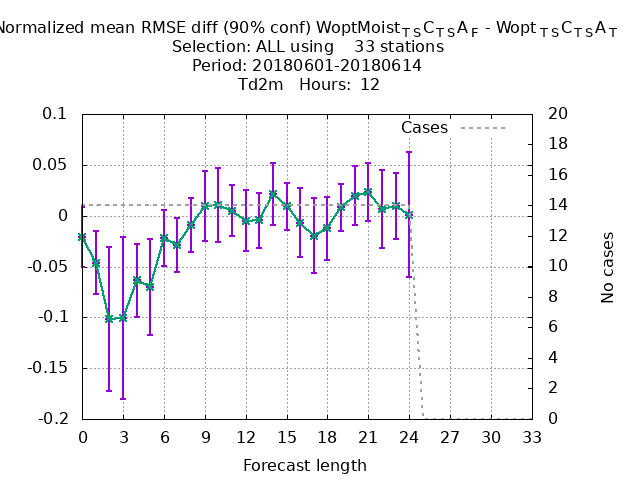 Normalized mean RMSE diff (90% conf) WoptMoistTSCTSAF - WoptTSCTSAT
Selection: ALL using 33 stations
Period: 20180601-20180614
Td2m Hours: 12
Cases
0.1
0.05
0
-0.05
-0.1
-0.15
-0.2
20
18
16
14
12
10
8
6
4
2
0
No cases
0 3 6 9 12 15 18 21 24 27 30 33
Forecast length